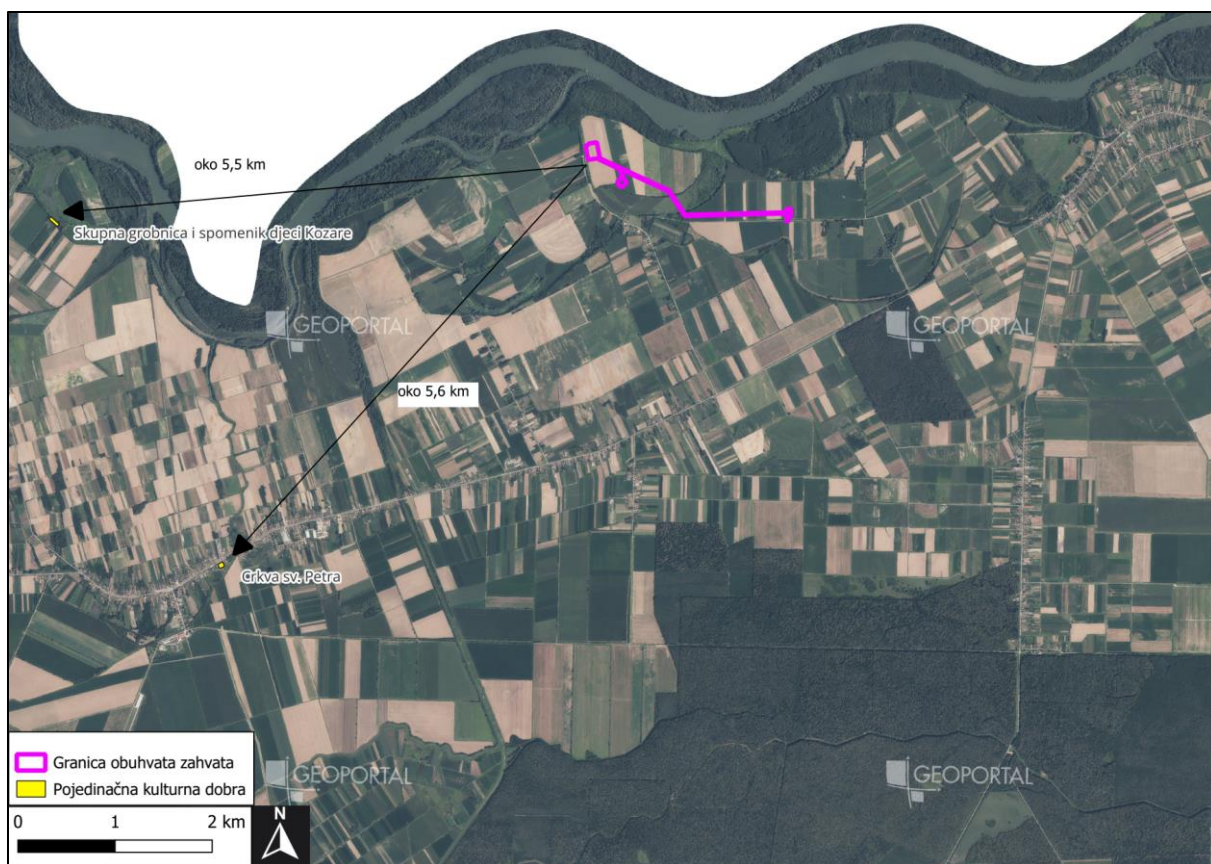 oko 5,5 km
Skupna grobnica i spomenik djeci Kozare
GEOPORTAL
GEOPORTAL
oko 5,6 km
Crkva sv. Petra
Granica obuhvata zahvata
Pojedinačna kulturna dobra
GEOPORTAL
GEOPORTAL
0 1 2 km
N